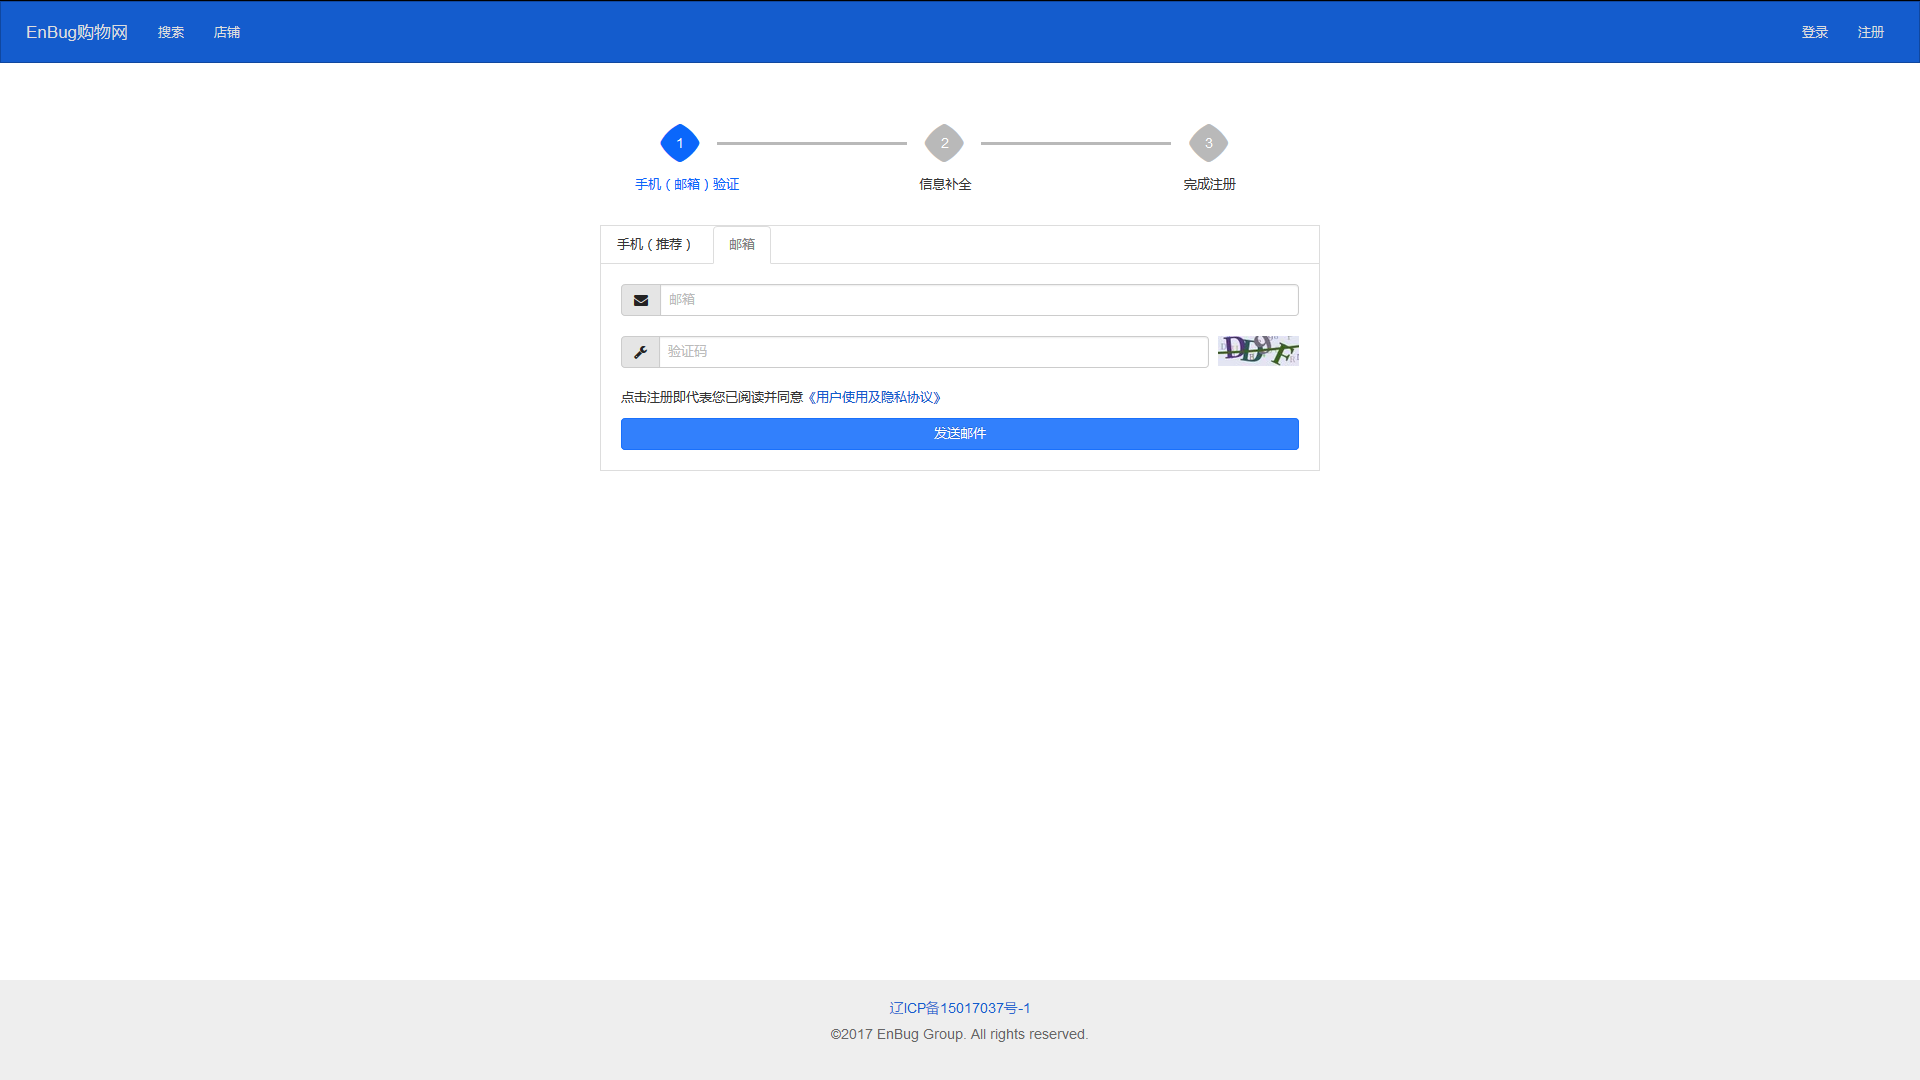 EnBug购物网 搜索 店铺 登录 注册
1 2 3
手机（邮箱）验证 信息补全 完成注册
手机（推荐） 邮箱
邮箱
验证码
点击注册即代表您已阅读并同意《用户使用及隐私协议》
发送邮件
辽ICP备15017037号-1
©2017 EnBug Group. All rights reserved.